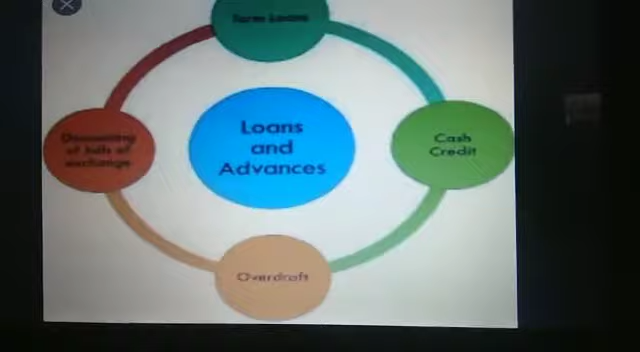 Term Loans
Loans
and
Advances
Cash
Credit
Discounting
of bills of
exchange
Overdraft